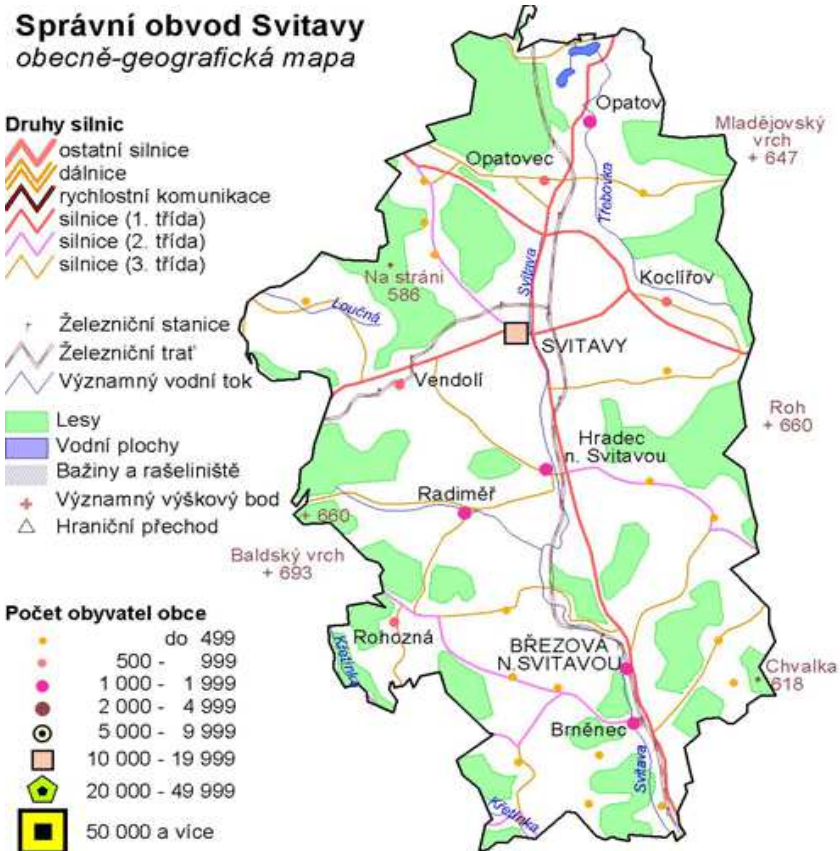 Správní obvod Svitavy
obecně-geografická mapa
Druhy silnic
ostatní silnice
dálnice
rychlostní komunikace
silnice (1. třída)
silnice (2. třída)
silnice (3. třída)
Železniční stanice
Železniční trať
Významný vodní tok
Lesy
Vodní plochy
Bažiny a rašeliniště
Významný výškový bod
Hraniční přechod
Počet obyvatel obce
do 499
500 - 999
1 000 - 1 999
2 000 - 4 999
5 000 - 9 999
10 000 - 19 999
20 000 - 49 999
50 000 a více
Opatov
Mladějovský
vrch
+ 647
Opatovec
Třebovka
Svitava
Na stráni
586
Koclířov
Loučná
SVITAVY
Vendolí
Roh
+ 660
Hradec
n. Svitavou
Radiměř
+ 660
Baldský vrch
+ 693
Rohozná
Křetínka
BŘEZOVÁ
N.SVITAVOU
Chvalka
618
Brněnec
Svitava
Křetínka